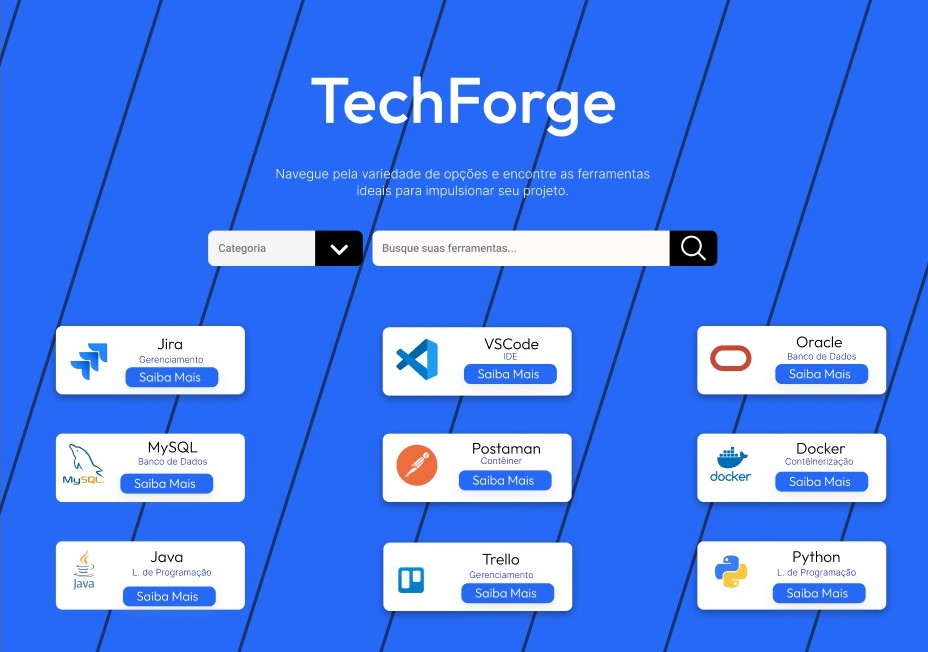 TechForge
Navegue pela variedade de opções e encontre as ferramentas
ideais para impulsionar seu projeto.
Categoria
Busque suas ferramentas...
Jira
Gerenciamento
Saiba Mais
VSCode
IDE
Saiba Mais
Oracle
Banco de Dados
Saiba Mais
MySQL
MySQL
Banco de Dados
Saiba Mais
Postaman
Contêiner
Saiba Mais
docker
Docker
Contêinerização
Saiba Mais
Java
Java
L. de Programação
Saiba Mais
Trello
Gerenciamento
Saiba Mais
Python
L. de Programação
Saiba Mais